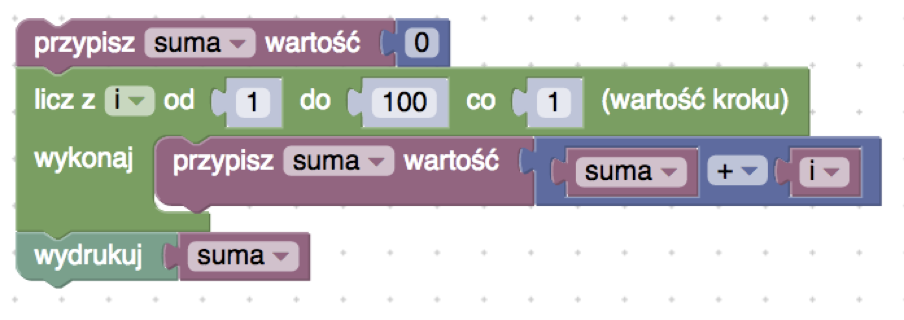 przypisz suma wartość 0
licz z i od 1 do 100 co 1 (wartość kroku)
wykonaj przypisz suma wartość suma + i
wydrukuj suma